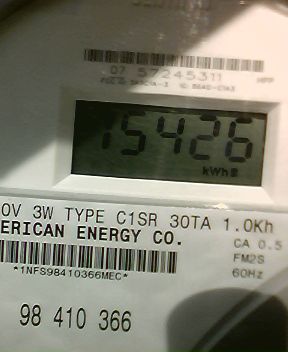 07 57245311
15426
kWh
0V 3W TYPE C1SR 30TA 1.0Kh
ERICAN ENERGY CO.
CA 0.5
FM2S
*1NFS98410366MEC*
60Hz
98 410 366